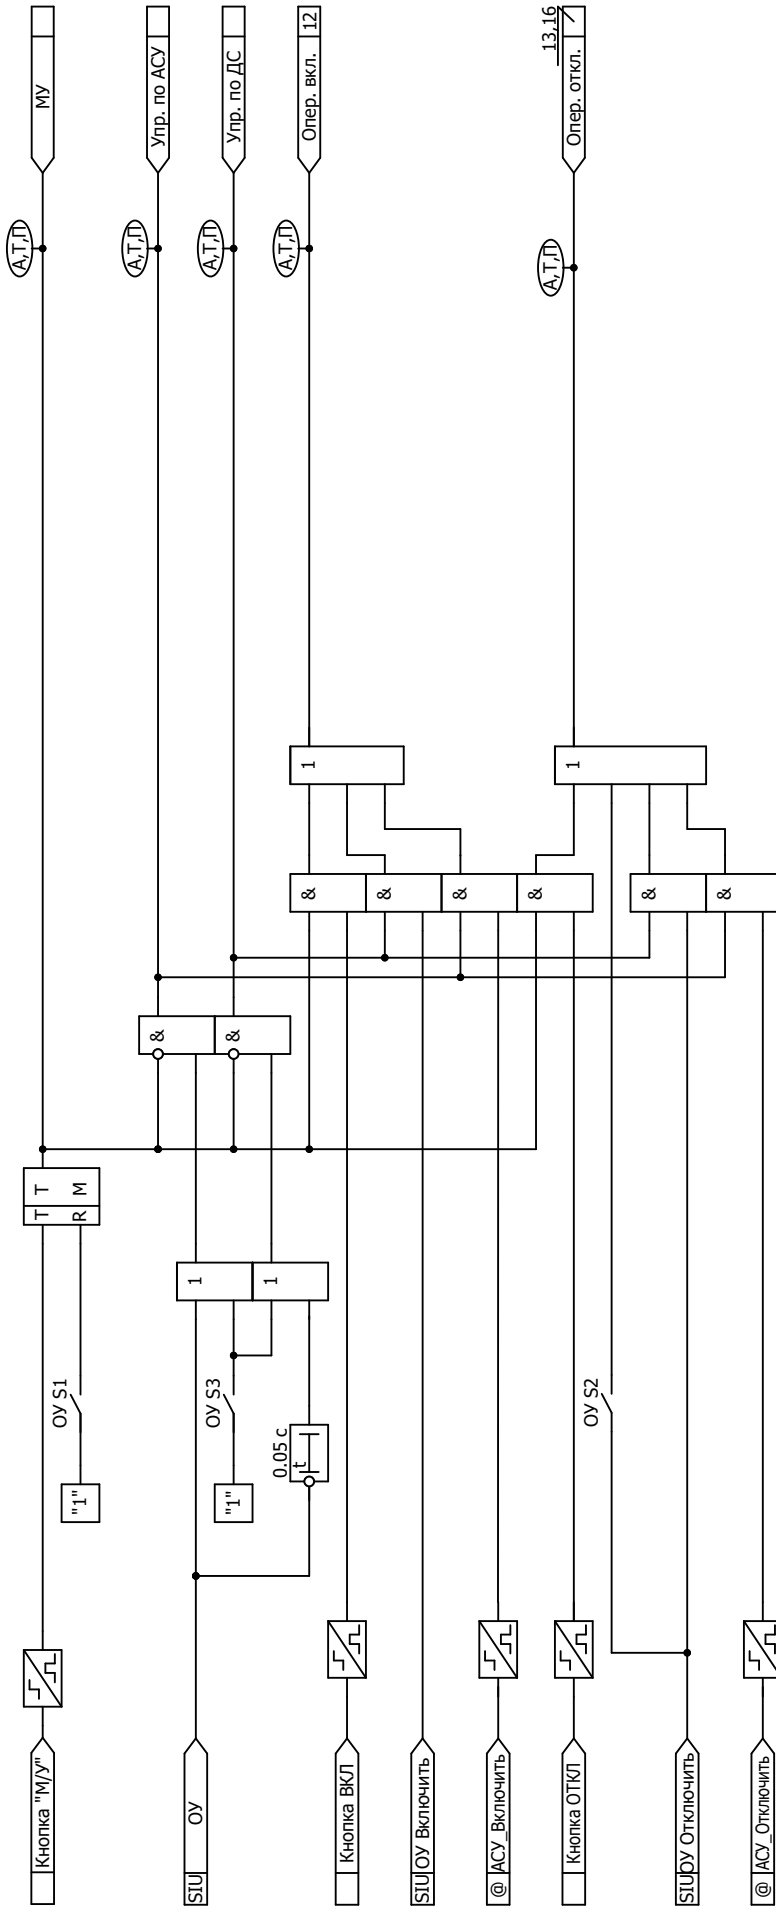 Кнопка "М/У"
"1"
ОУ S1
T
R
T
M
А,Т,П
МУ
SIU
ОУ
"1"
ОУ S3
0.05 с
t
1
1
&
&
А,Т,П
Упр. по АСУ
А,Т,П
Упр. по ДС
Кнопка ВКЛ
SIU
ОУ Включить
@
АСУ_Включить
&
&
&
1
А,Т,П
Опер. вкл.
12
Кнопка ОТКЛ
SIU
ОУ Отключить
@
АСУ_Отключить
ОУ S2
&
&
&
1
А,Т,П
Опер. откл.
13,16